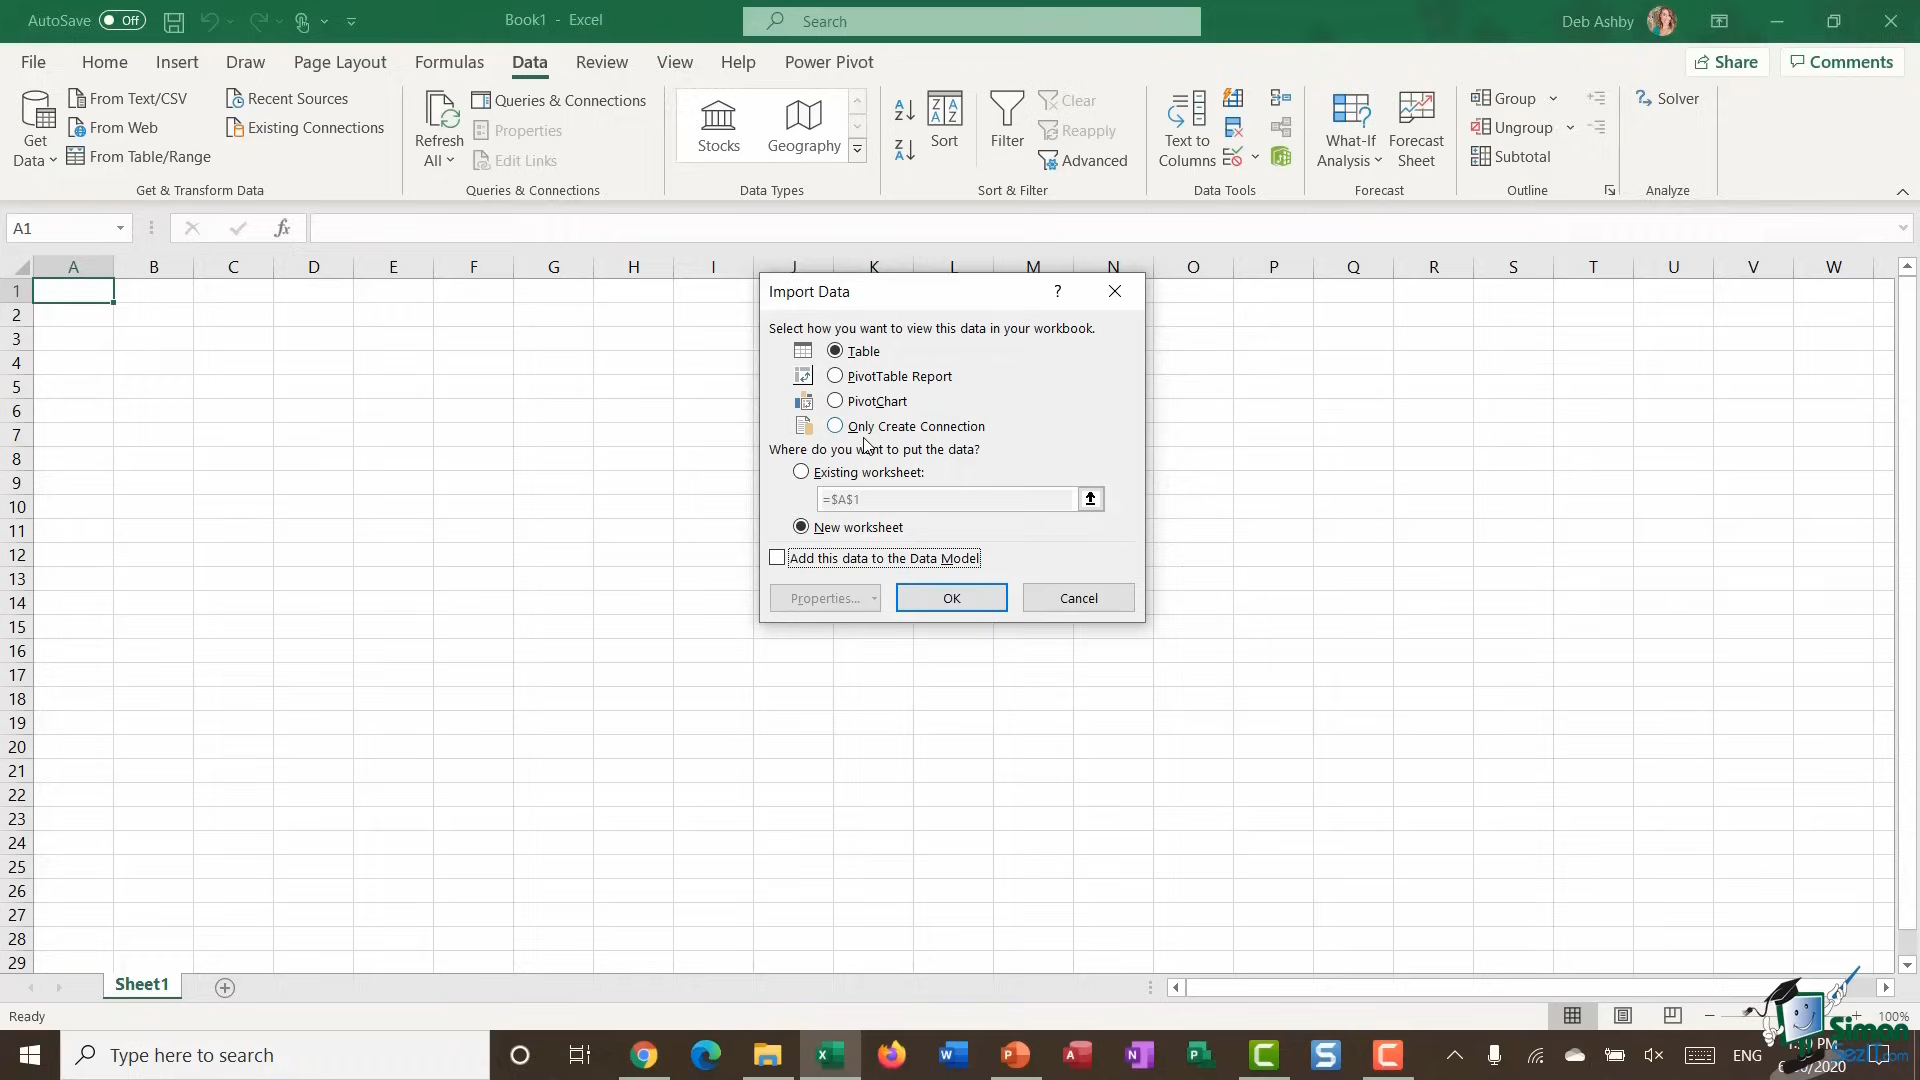 AutoSave Off
Book1 - Excel
Search
Deb Ashby
File Home Insert Draw Page Layout Formulas Data Review View Help Power Pivot
Share Comments
Get Data
From Text/CSV
From Web
From Table/Range
Recent Sources
Existing Connections
Get & Transform Data
Refresh All
Queries & Connections
Properties
Edit Links
Queries & Connections
Stocks
Geography
Data Types
Sort
Filter
Clear
Reapply
Advanced
Sort & Filter
Text to Columns
Data Tools
What-If Analysis
Forecast Sheet
Forecast
Group
Ungroup
Subtotal
Outline
Solver
Analyze
A1
fx
A B C D E F G H I J K L M N O P Q R S T U V W
1
2
3
4
5
6
7
8
9
10
11
12
13
14
15
16
17
18
19
20
21
22
23
24
25
26
27
28
29
Import Data ?
Select how you want to view this data in your workbook.
Table
PivotTable Report
PivotChart
Only Create Connection
Where do you want to put the data?
Existing worksheet:
=$A$1
New worksheet
Add this data to the Data Model
Properties... OK Cancel
Sheet1
Ready
100%
Type here to search
ENG
Simon
SezIT.com